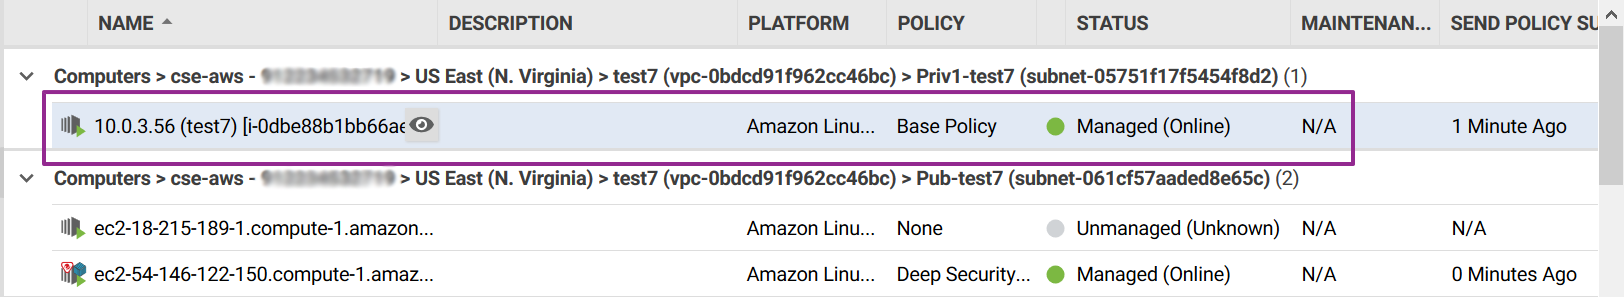 NAME DESCRIPTION PLATFORM POLICY STATUS MAINTENAN... SEND POLICY SU
Computers > cse-aws - > US East (N. Virginia) > test7 (vpc-0bdcd91f962cc46bc) > Priv1-test7 (subnet-05751f17f5454f8d2) (1)
10.0.3.56 (test7) [i-0dbe88b1bb66ae Amazon Linu... Base Policy Managed (Online) N/A 1 Minute Ago
Computers > cse-aws - > US East (N. Virginia) > test7 (vpc-0bdcd91f962cc46bc) > Pub-test7 (subnet-061cf57aaded8e65c) (2)
ec2-18-215-189-1.compute-1.amazon... Amazon Linu... None Unmanaged (Unknown) N/A N/A
ec2-54-146-122-150.compute-1.amaz... Amazon Linu... Deep Security... Managed (Online) N/A 0 Minutes Ago